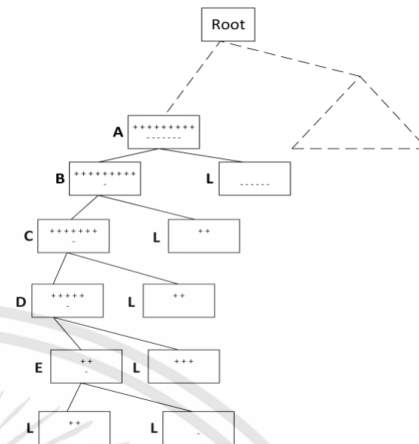 Root
A
+ + + + + + + + +
- - - - - - -
B
+ + + + + + + + +
-
L
- - - - - -
C
+ + + + + + +
-
L
+ +
D
+ + + + +
-
L
+ +
E
+ +
-
L
+ + +
L
+ +
L
-